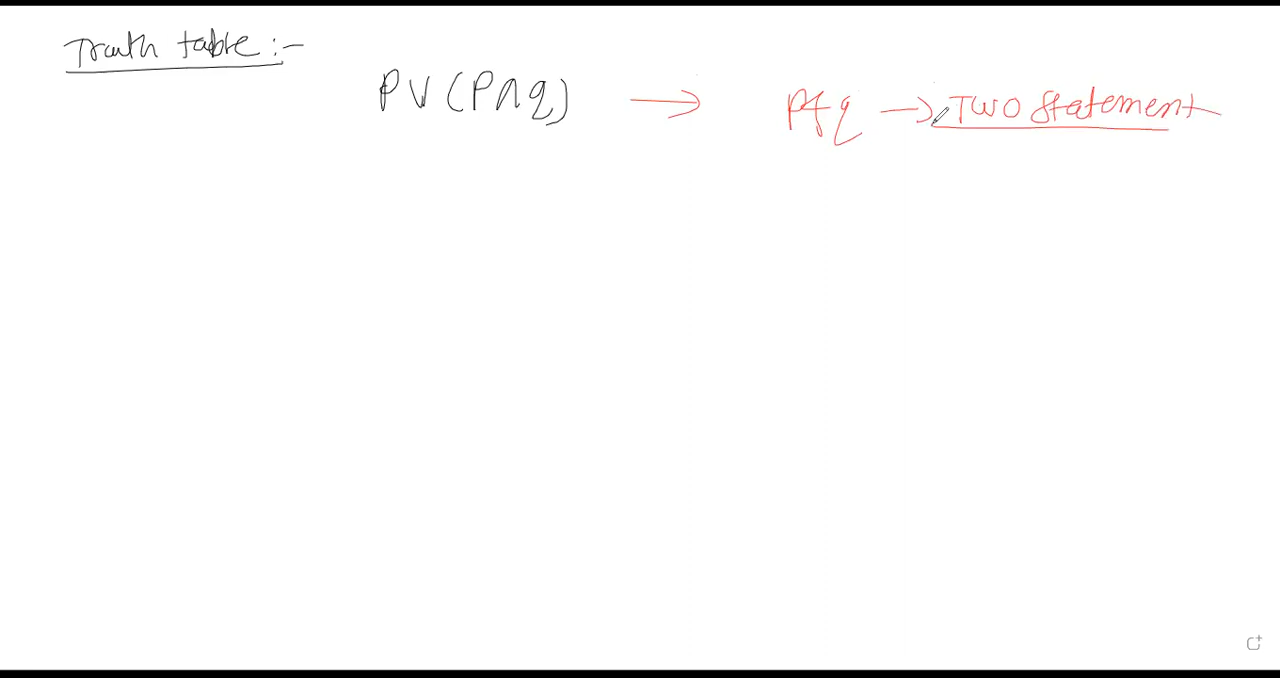 Truth table :-
P V (P ∧ q) → P & q → Two Statement